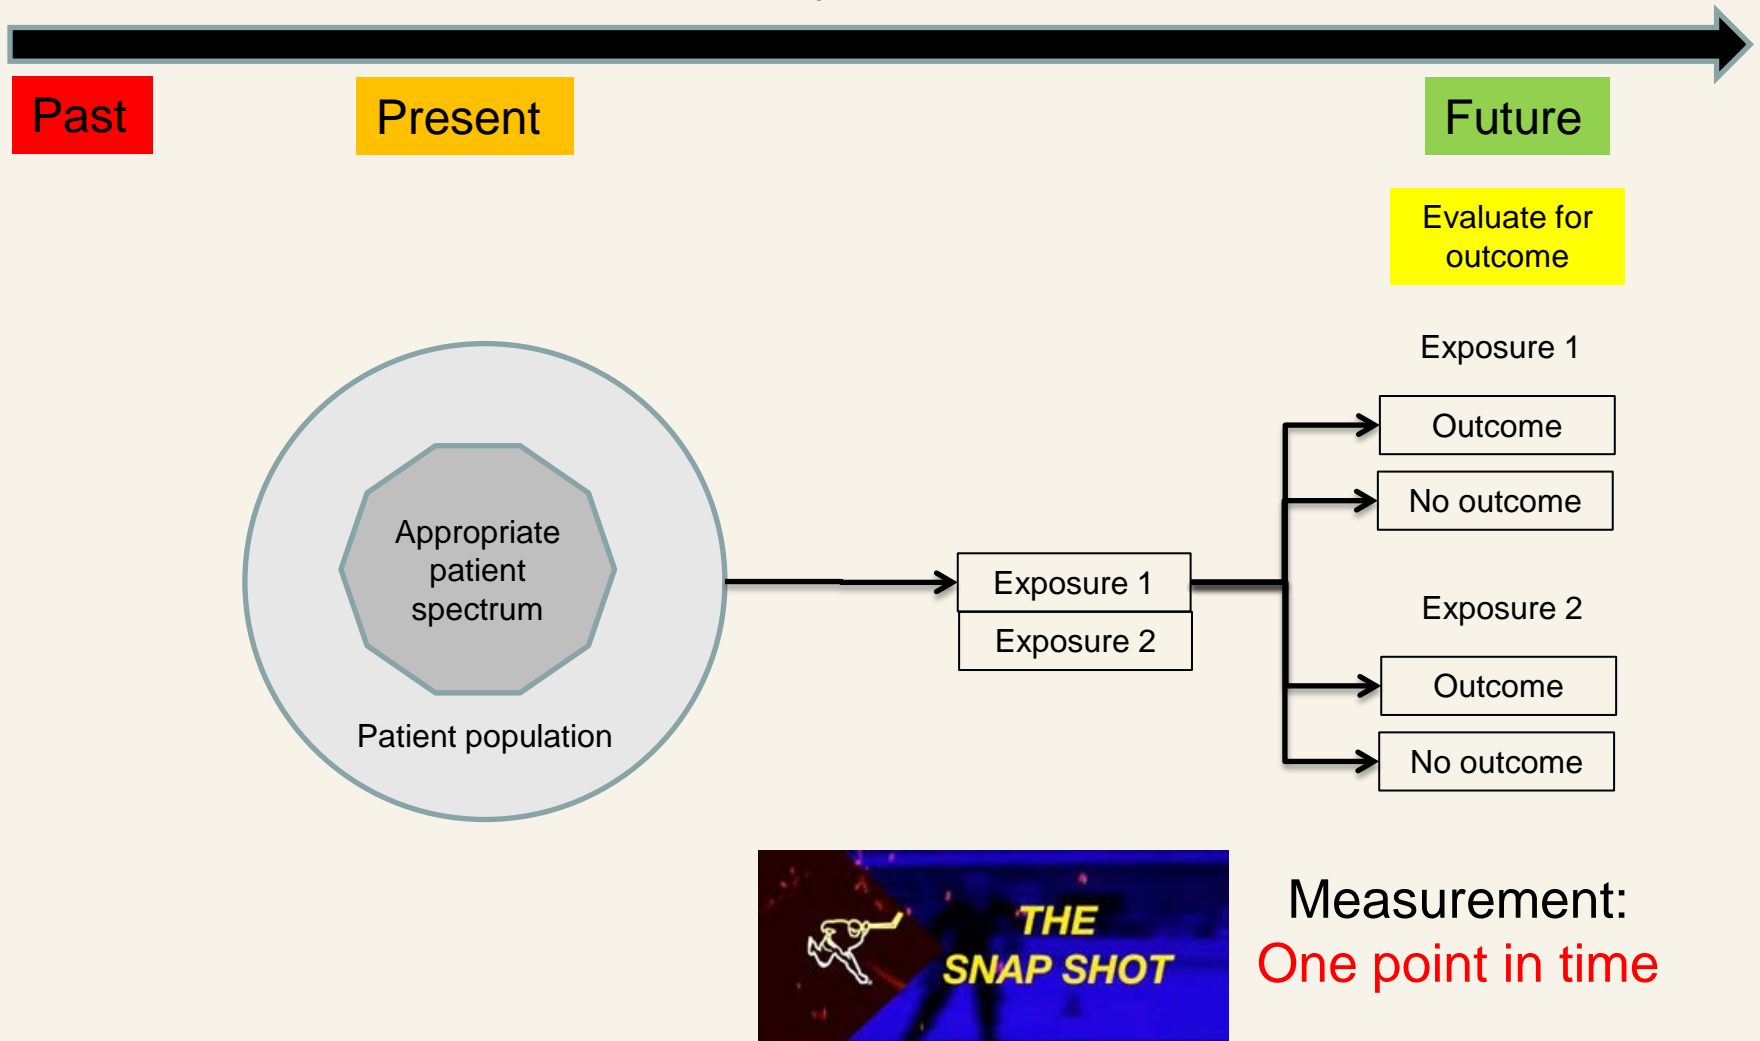 Past
Present
Future
Evaluate for
outcome
Exposure 1
Outcome
No outcome
Appropriate
patient
spectrum
Exposure 1
Exposure 2
Exposure 2
Outcome
No outcome
Patient population
THE
SNAP SHOT
Measurement:
One point in time